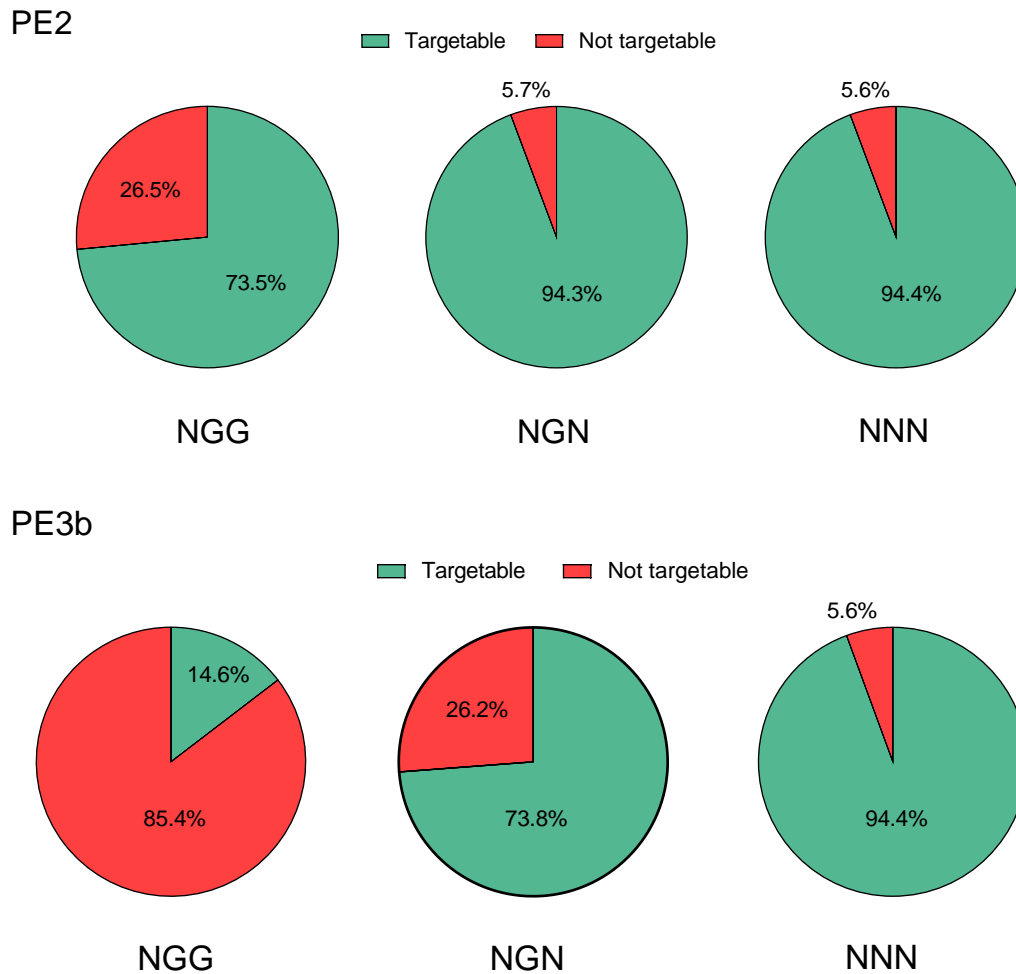 PE2
Targetable Not targetable
5.7% 5.6%
26.5%
73.5% 94.3% 94.4%
NGG NGN NNN
PE3b
Targetable Not targetable
5.6%
14.6%
26.2%
85.4% 73.8% 94.4%
NGG NGN NNN